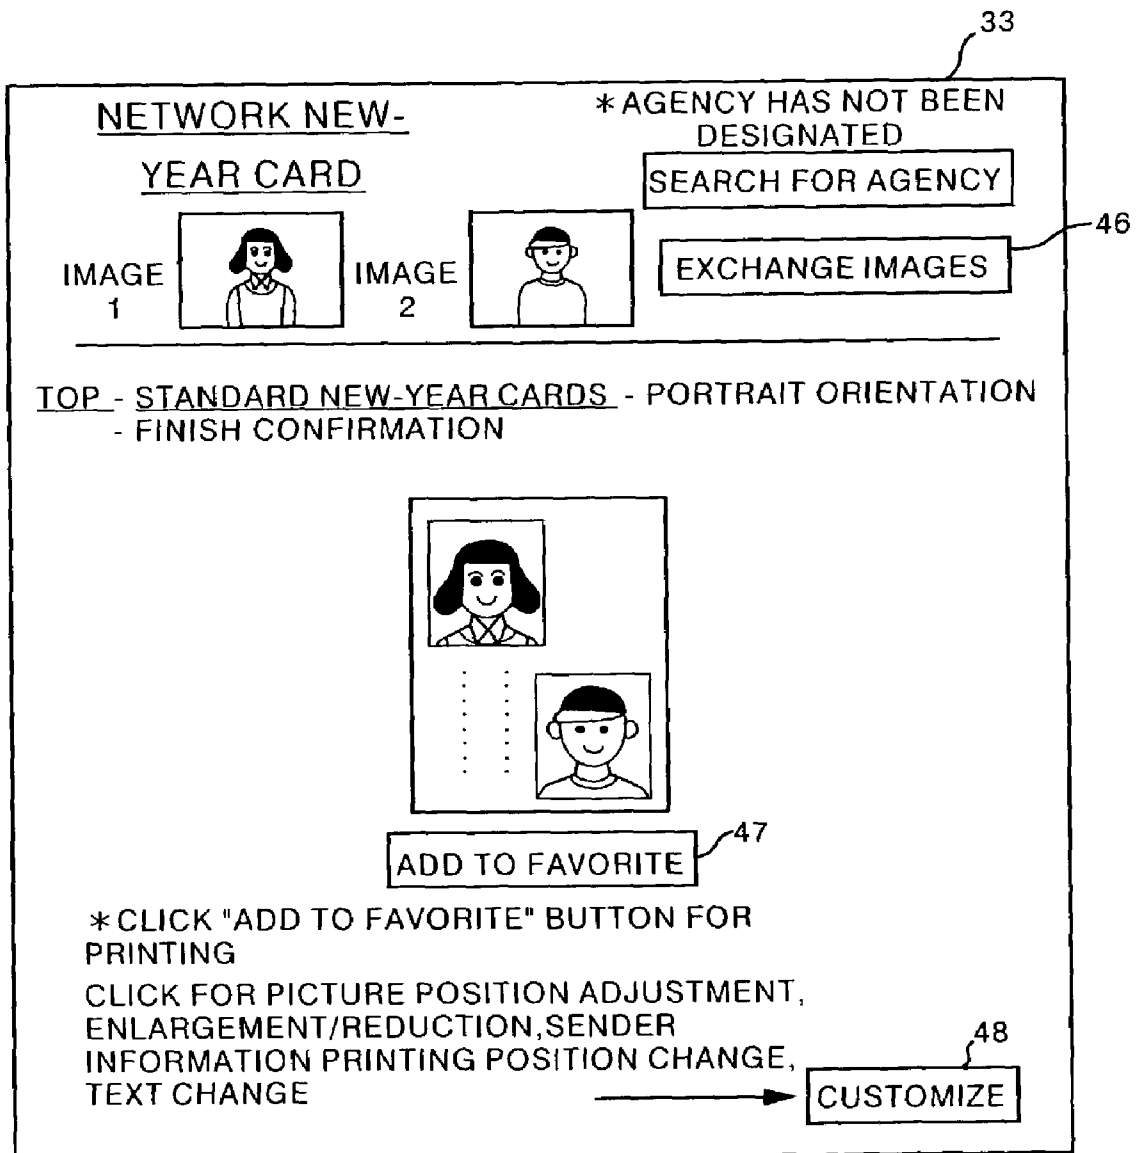 33
NETWORK NEW-
YEAR CARD
*AGENCY HAS NOT BEEN
DESIGNATED
SEARCH FOR AGENCY
46
EXCHANGE IMAGES
IMAGE
1
IMAGE
2
TOP - STANDARD NEW-YEAR CARDS - PORTRAIT ORIENTATION
- FINISH CONFIRMATION
47
ADD TO FAVORITE
*CLICK "ADD TO FAVORITE" BUTTON FOR
PRINTING
CLICK FOR PICTURE POSITION ADJUSTMENT,
ENLARGEMENT/REDUCTION,SENDER
INFORMATION PRINTING POSITION CHANGE,
TEXT CHANGE
48
CUSTOMIZE